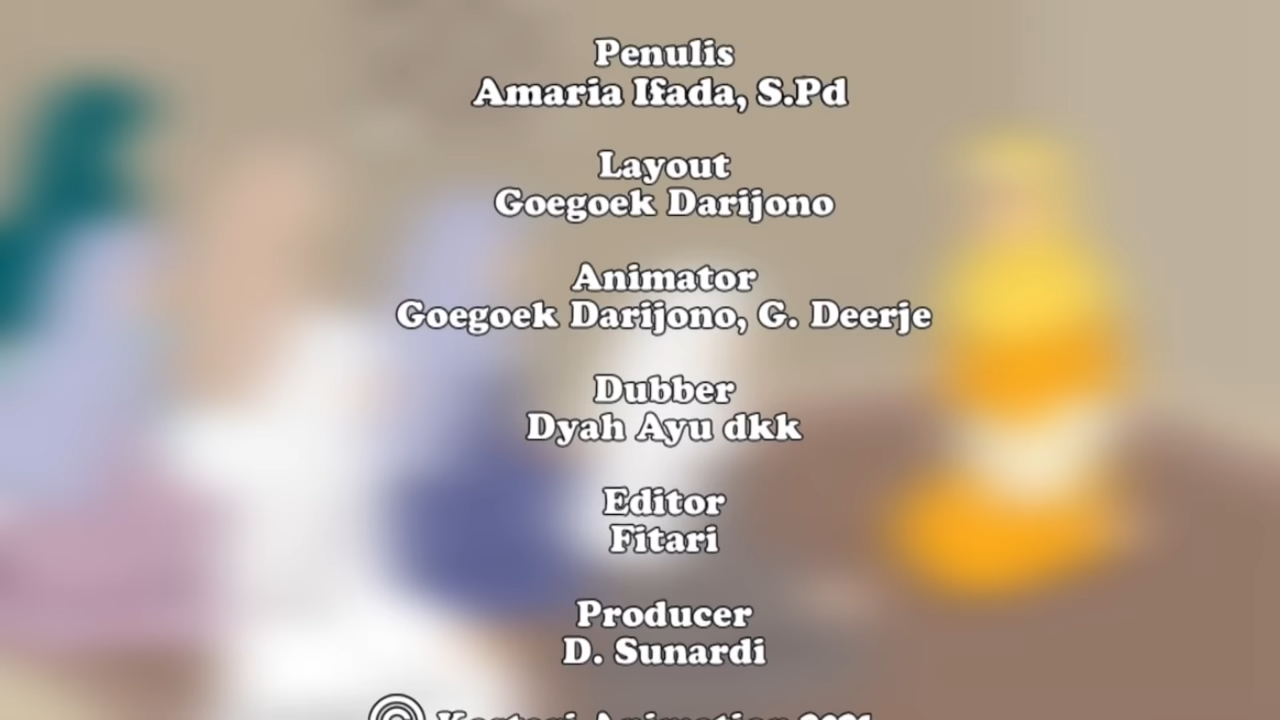 Penulis
Amaria Ifada, S.Pd
Layout
Goegoek Darijono
Animator
Goegoek Darijono, G. Deerje
Dubber
Dyah Ayu dkk
Editor
Fitari
Producer
D. Sunardi